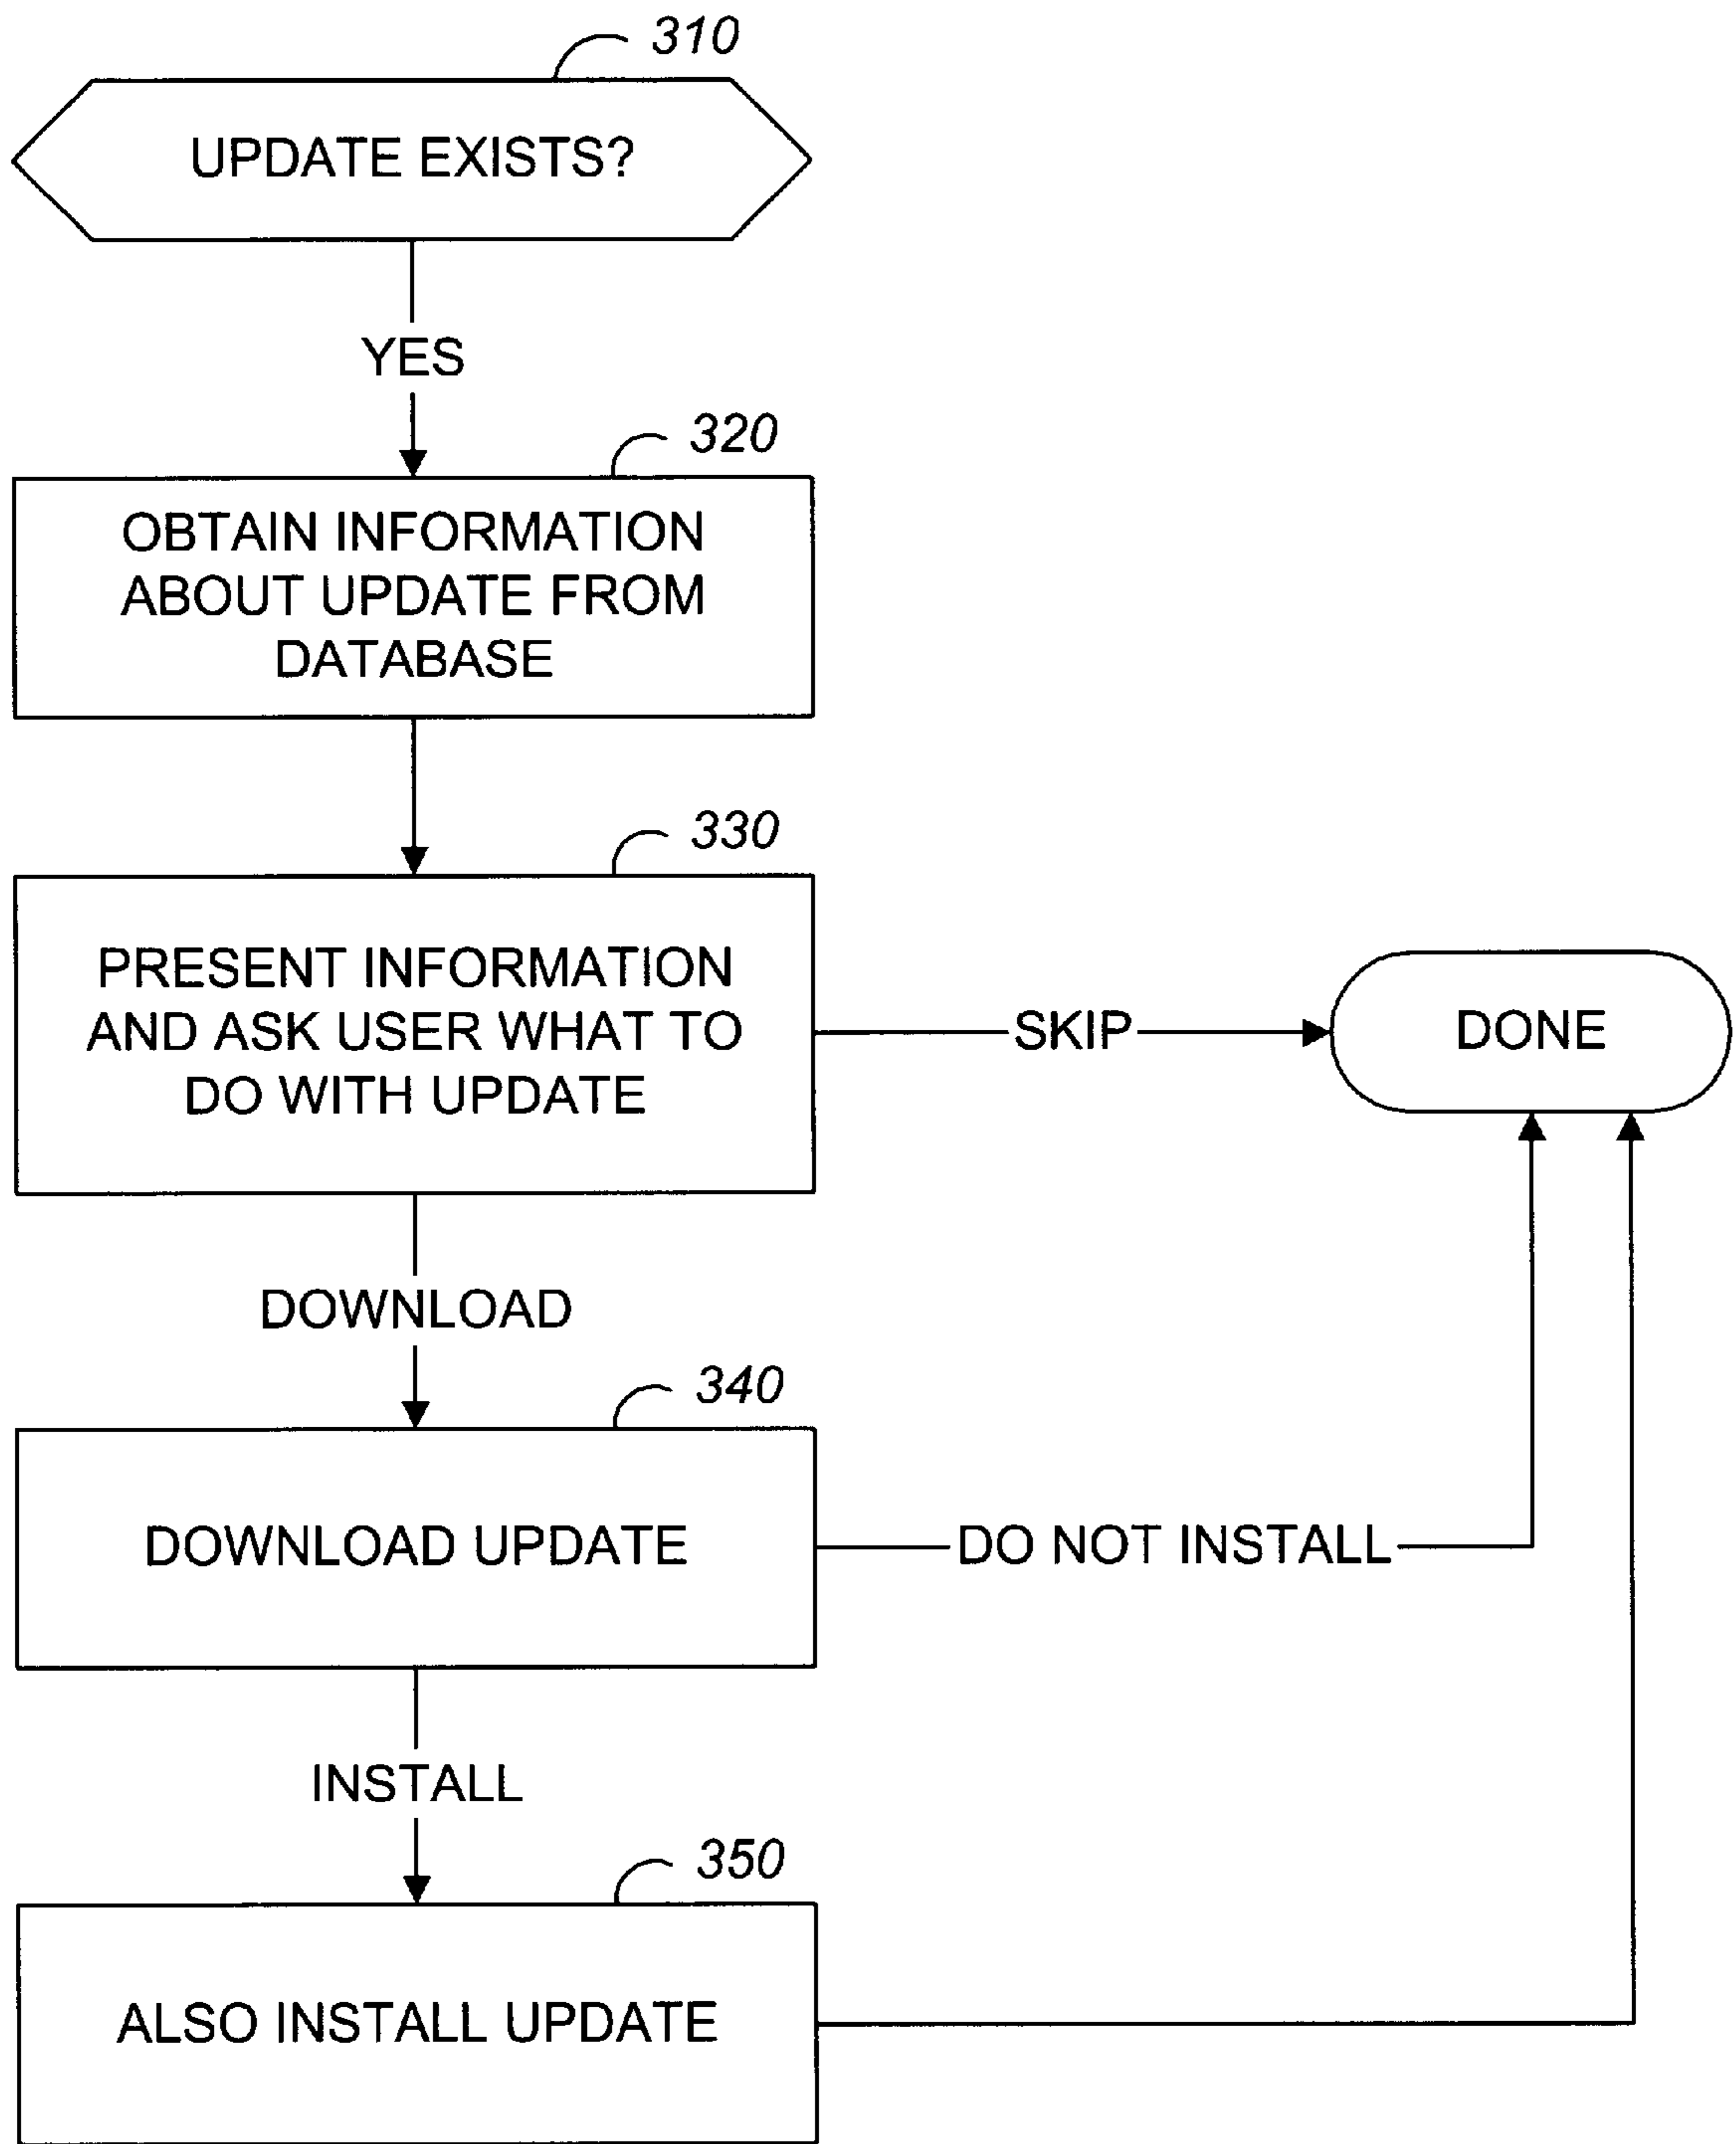 310
UPDATE EXISTS?
YES
320
OBTAIN INFORMATION
ABOUT UPDATE FROM
DATABASE
330
PRESENT INFORMATION
AND ASK USER WHAT TO
DO WITH UPDATE
SKIP
DONE
DOWNLOAD
340
DOWNLOAD UPDATE
DO NOT INSTALL
INSTALL
350
ALSO INSTALL UPDATE